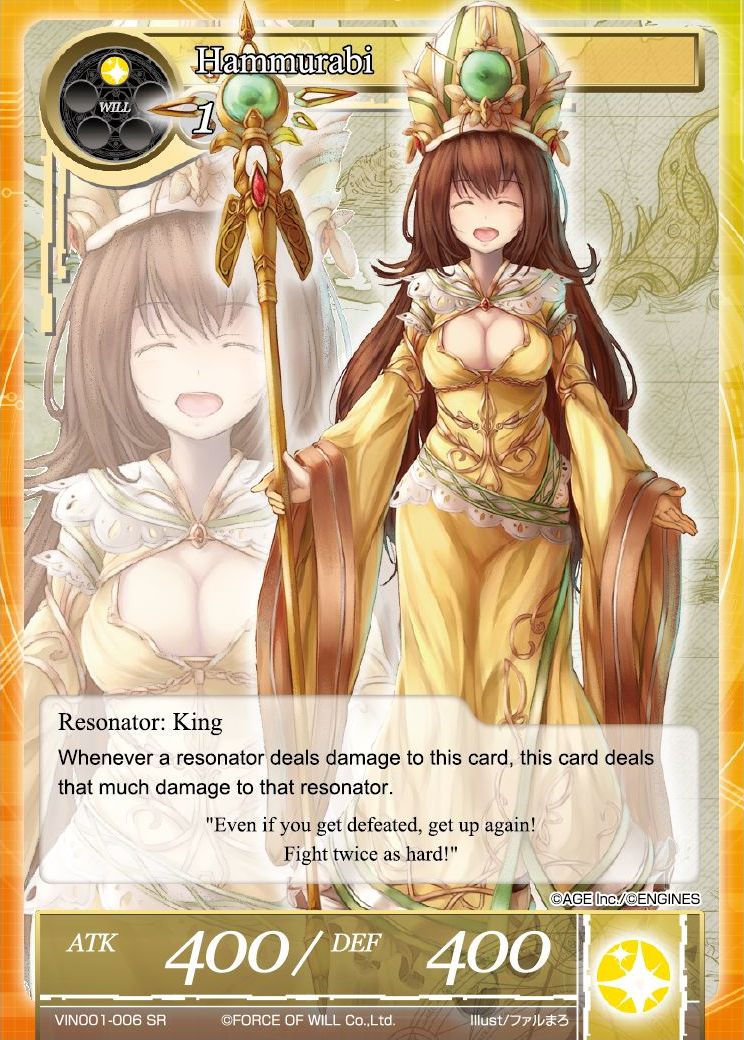 Hammurabi
WILL
1
Resonator: King
Whenever a resonator deals damage to this card, this card deals
that much damage to that resonator.
"Even if you get defeated, get up again!
Fight twice as hard!"
©AGE Inc./©ENGINES
ATK 400/ DEF 400
VIN001-006 SR ©FORCE OF WILL Co.,Ltd. Illust/ファルまろ